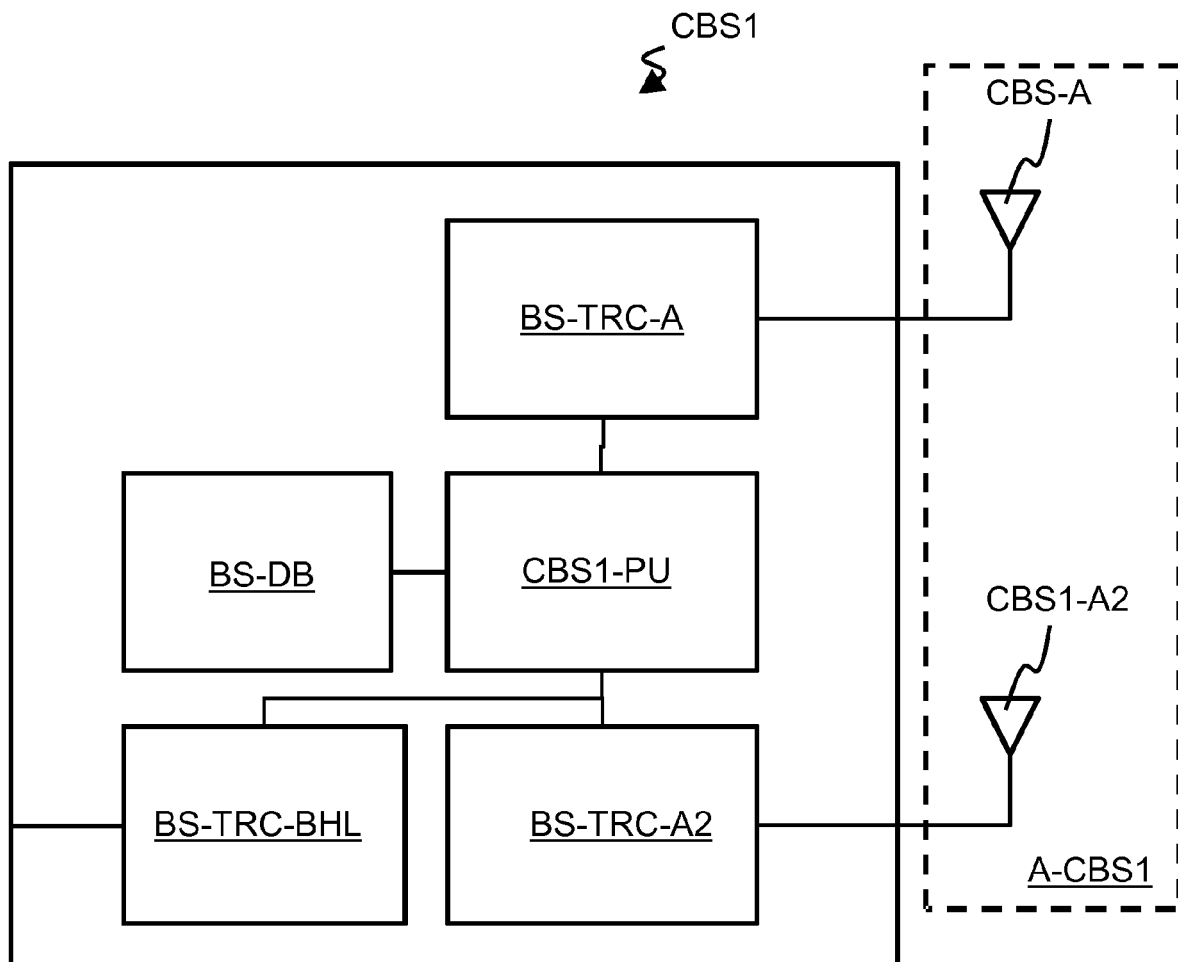 CBS1
CBS-A
BS-TRC-A
BS-DB
CBS1-PU
CBS1-A2
BS-TRC-BHL
BS-TRC-A2
A-CBS1